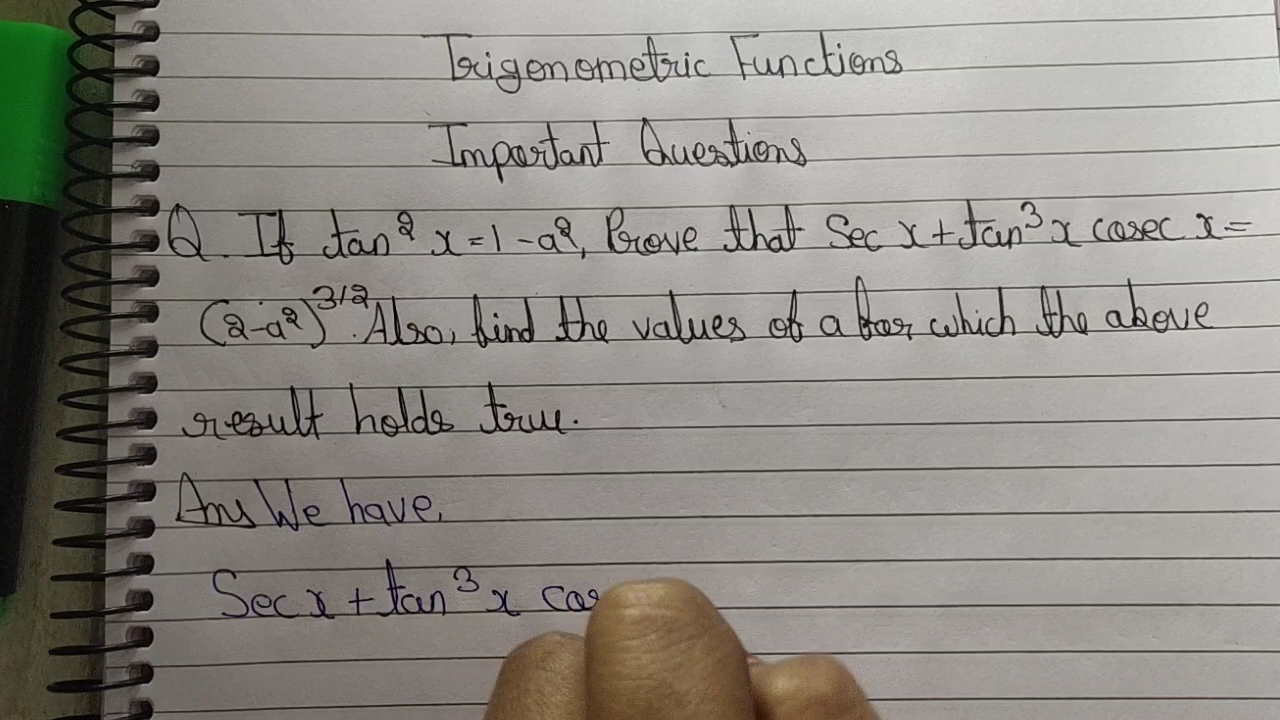 Trigonometric Functions
Important Questions
Q. If tan² x = 1 - a², Prove that Sec x + tan³ x cosec x =
(2-a²)^3/2. Also, find the values of a for which the above
result holds true.
Ans We have,
Sec x + tan³ x cos